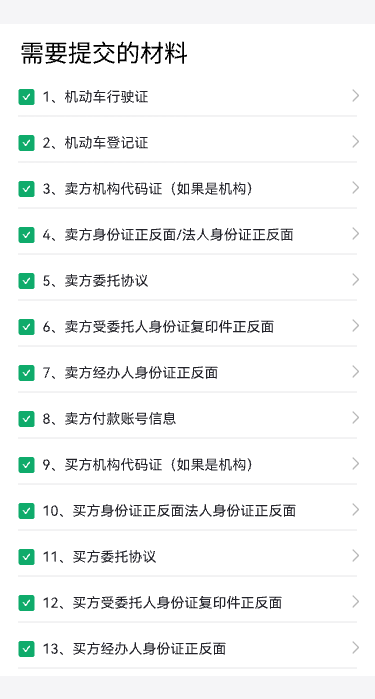 需要提交的材料
1、机动车行驶证
2、机动车登记证
3、卖方机构代码证（如果是机构）
4、卖方身份证正反面/法人身份证正反面
5、卖方委托协议
6、卖方受委托人身份证复印件正反面
7、卖方经办人身份证正反面
8、卖方付款账号信息
9、买方机构代码证（如果是机构）
10、买方身份证正反面法人身份证正反面
11、买方委托协议
12、买方受委托人身份证复印件正反面
13、买方经办人身份证正反面